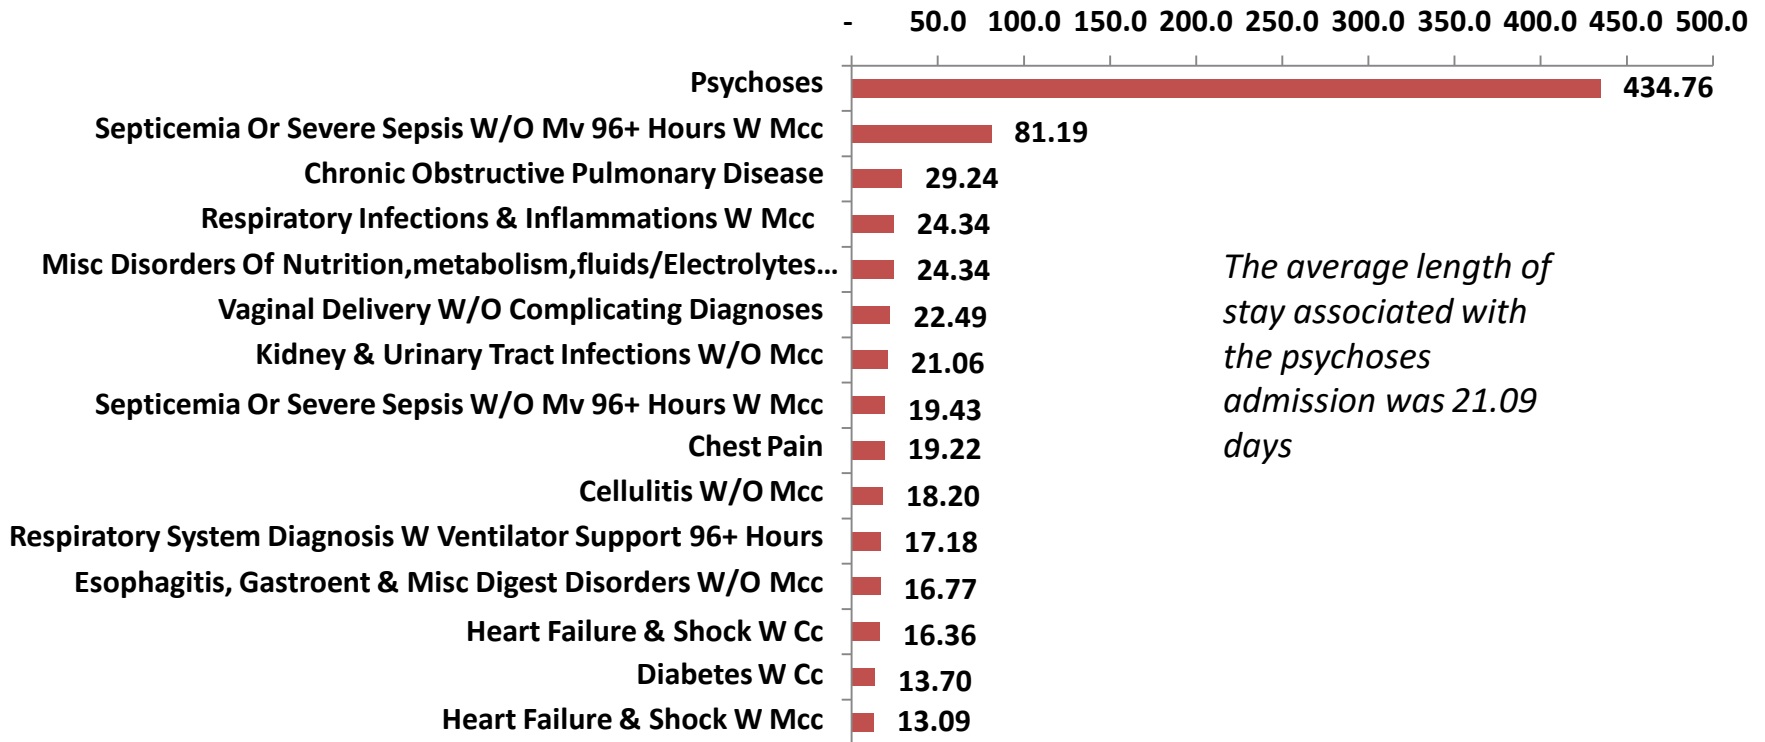 - 50.0 100.0 150.0 200.0 250.0 300.0 350.0 400.0 450.0 500.0
Psychoses 434.76
Septicemia Or Severe Sepsis W/O Mv 96+ Hours W Mcc 81.19
Chronic Obstructive Pulmonary Disease 29.24
Respiratory Infections & Inflammations W Mcc 24.34
Misc Disorders Of Nutrition,metabolism,fluids/Electrolytes... 24.34
Vaginal Delivery W/O Complicating Diagnoses 22.49
Kidney & Urinary Tract Infections W/O Mcc 21.06
Septicemia Or Severe Sepsis W/O Mv 96+ Hours W Mcc 19.43
Chest Pain 19.22
Cellulitis W/O Mcc 18.20
Respiratory System Diagnosis W Ventilator Support 96+ Hours 17.18
Esophagitis, Gastroent & Misc Digest Disorders W/O Mcc 16.77
Heart Failure & Shock W Cc 16.36
Diabetes W Cc 13.70
Heart Failure & Shock W Mcc 13.09
The average length of
stay associated with
the psychoses
admission was 21.09
days